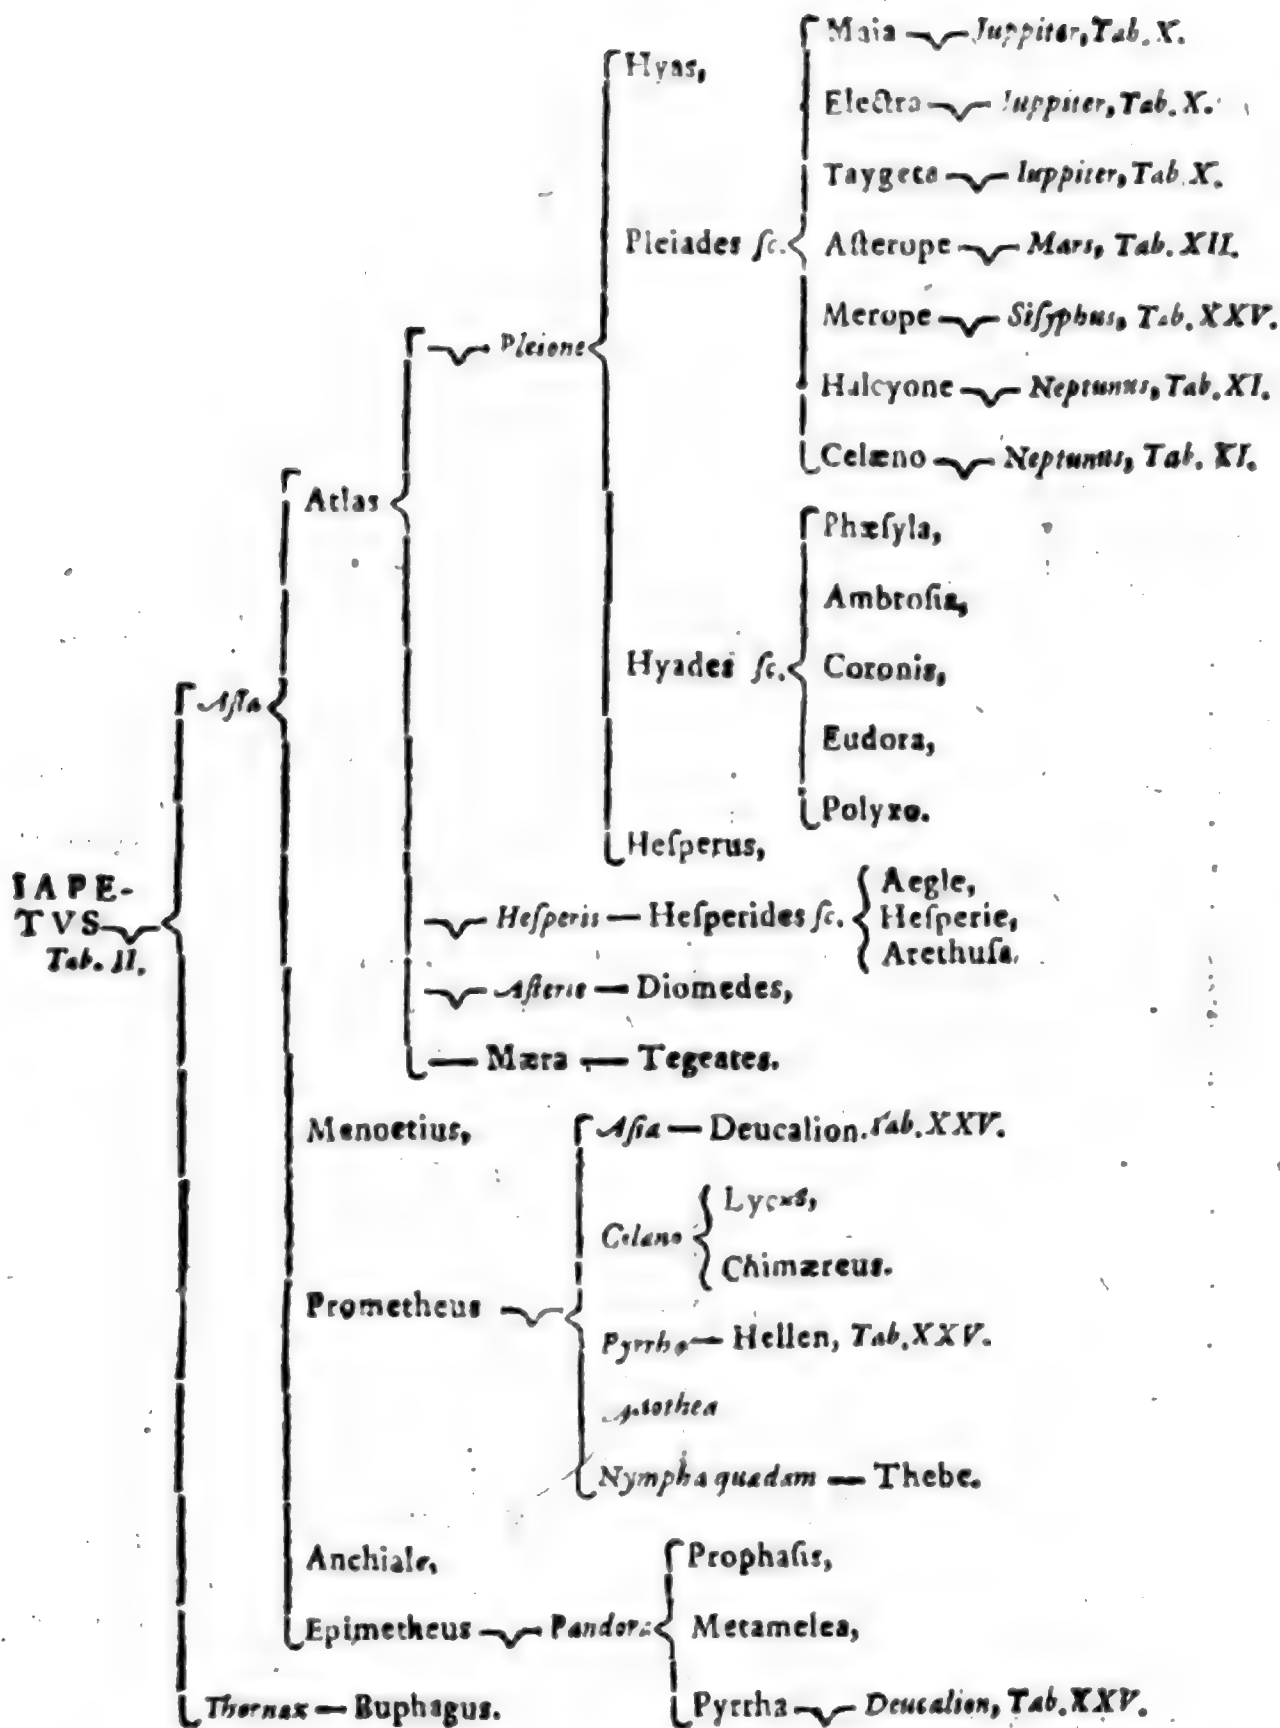 Maia Juppiter, Tab. X.
Hyas,
Electra Iuppiter, Tab. X.
Taygeta Iuppiter, Tab. X.
Pleiades ſc. Aſterope Mars, Tab. XII.
Merope Siſyphus, Tab. XXV.
Pleione
Halcyone Neptunus, Tab. XI.
Celæno Neptunus, Tab. XI.
Atlas
Phæſyla,
Ambroſia,
Hyades ſc. Coronis,
Aſia
Eudora,
Polyxo.
Heſperus,
IAPE-
TVS
Tab. II.
Heſperis — Heſperides ſc.
Aegle,
Heſperie,
Arethuſa.
Aſterie — Diomedes,
Mæra — Tegeates.
Menoetius,
Aſia — Deucalion. Tab. XXV.
Lycus,
Celæno
Chimæreus.
Prometheus
Hellen, Tab. XXV.
Nympha quadam — Thebe.
Anchiale,
Prophaſis,
Epimetheus Pandora Metamelea,
Thornax — Buphagus.
Pyrrha Deucalion, Tab. XXV.